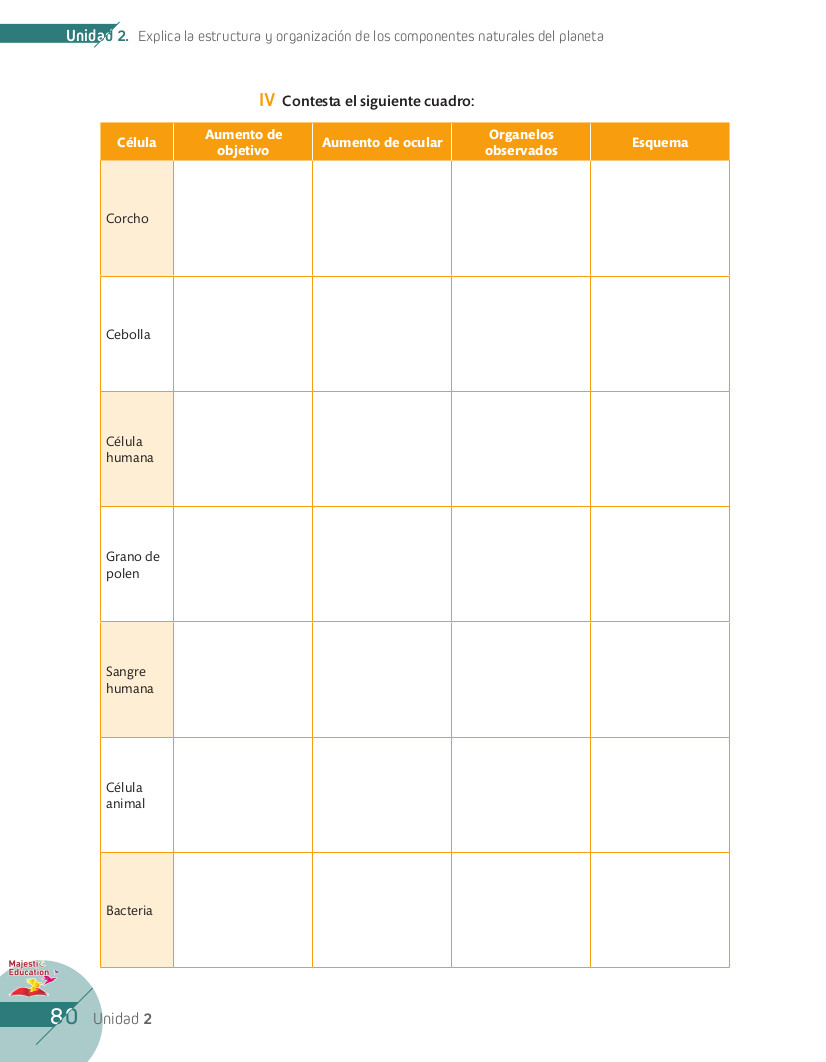 Unidad 2. Explica la estructura y organización de los componentes naturales del planeta
IV Contesta el siguiente cuadro:
Célula
Aumento de
objetivo
Aumento de ocular
Organelos
observados
Esquema
Corcho
Cebolla
Célula
humana
Grano de
polen
Sangre
humana
Célula
animal
Bacteria
Majestic
Education
80 Unidad 2